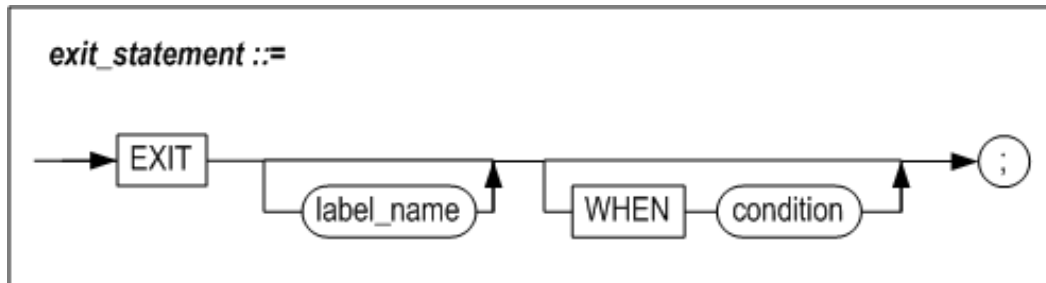 exit_statement ::=
EXIT
;
label_name
WHEN
condition